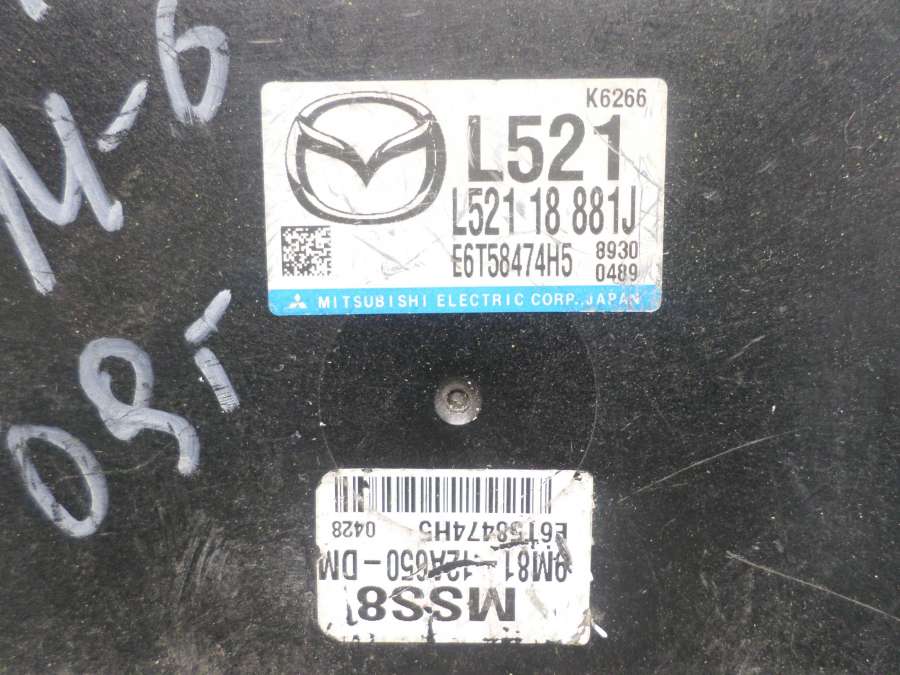 М-6
09г
K6266
L521
L521 18 881J
E6T58474H5
8930
0489
MITSUBISHI ELECTRIC CORP., JAPAN
MSS8
9M81 12A650-DM
E6T58474H5 0428